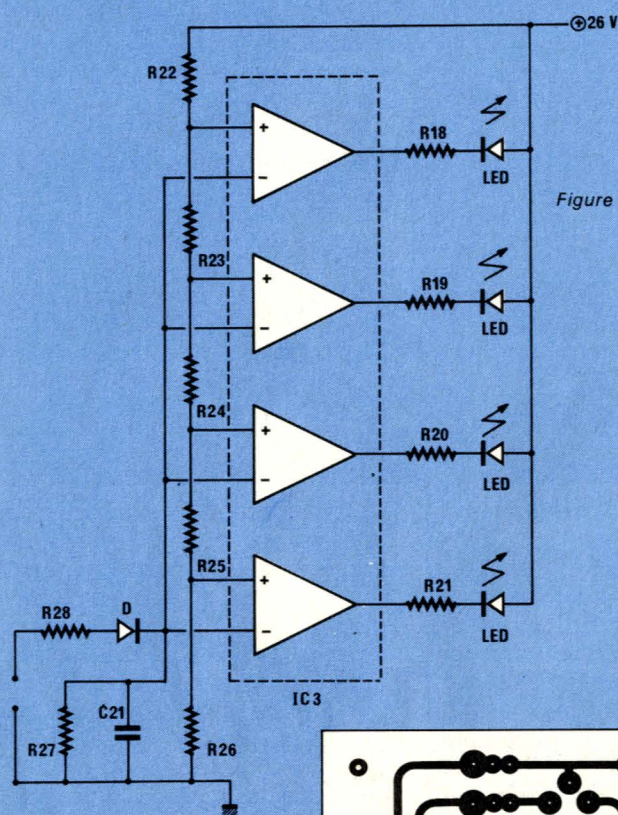 + 26 V
R22
+
−
R18
LED
Figure
R23
+
−
R19
LED
R24
+
−
R20
LED
R25
+
−
R21
LED
R28
D
IC3
R27
C21
R26